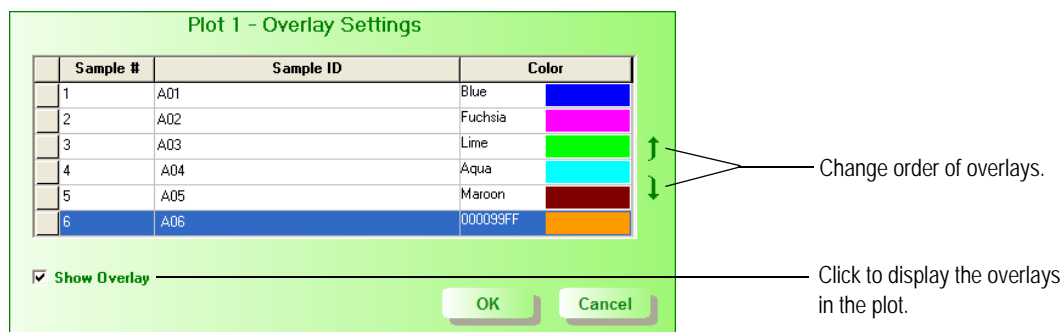 Plot 1 - Overlay Settings
Sample # Sample ID Color
1 A01 Blue
2 A02 Fuchsia
3 A03 Lime
4 A04 Aqua
5 A05 Maroon
6 A06 000099FF
Change order of overlays.
Show Overlay
Click to display the overlays
in the plot.
OK Cancel